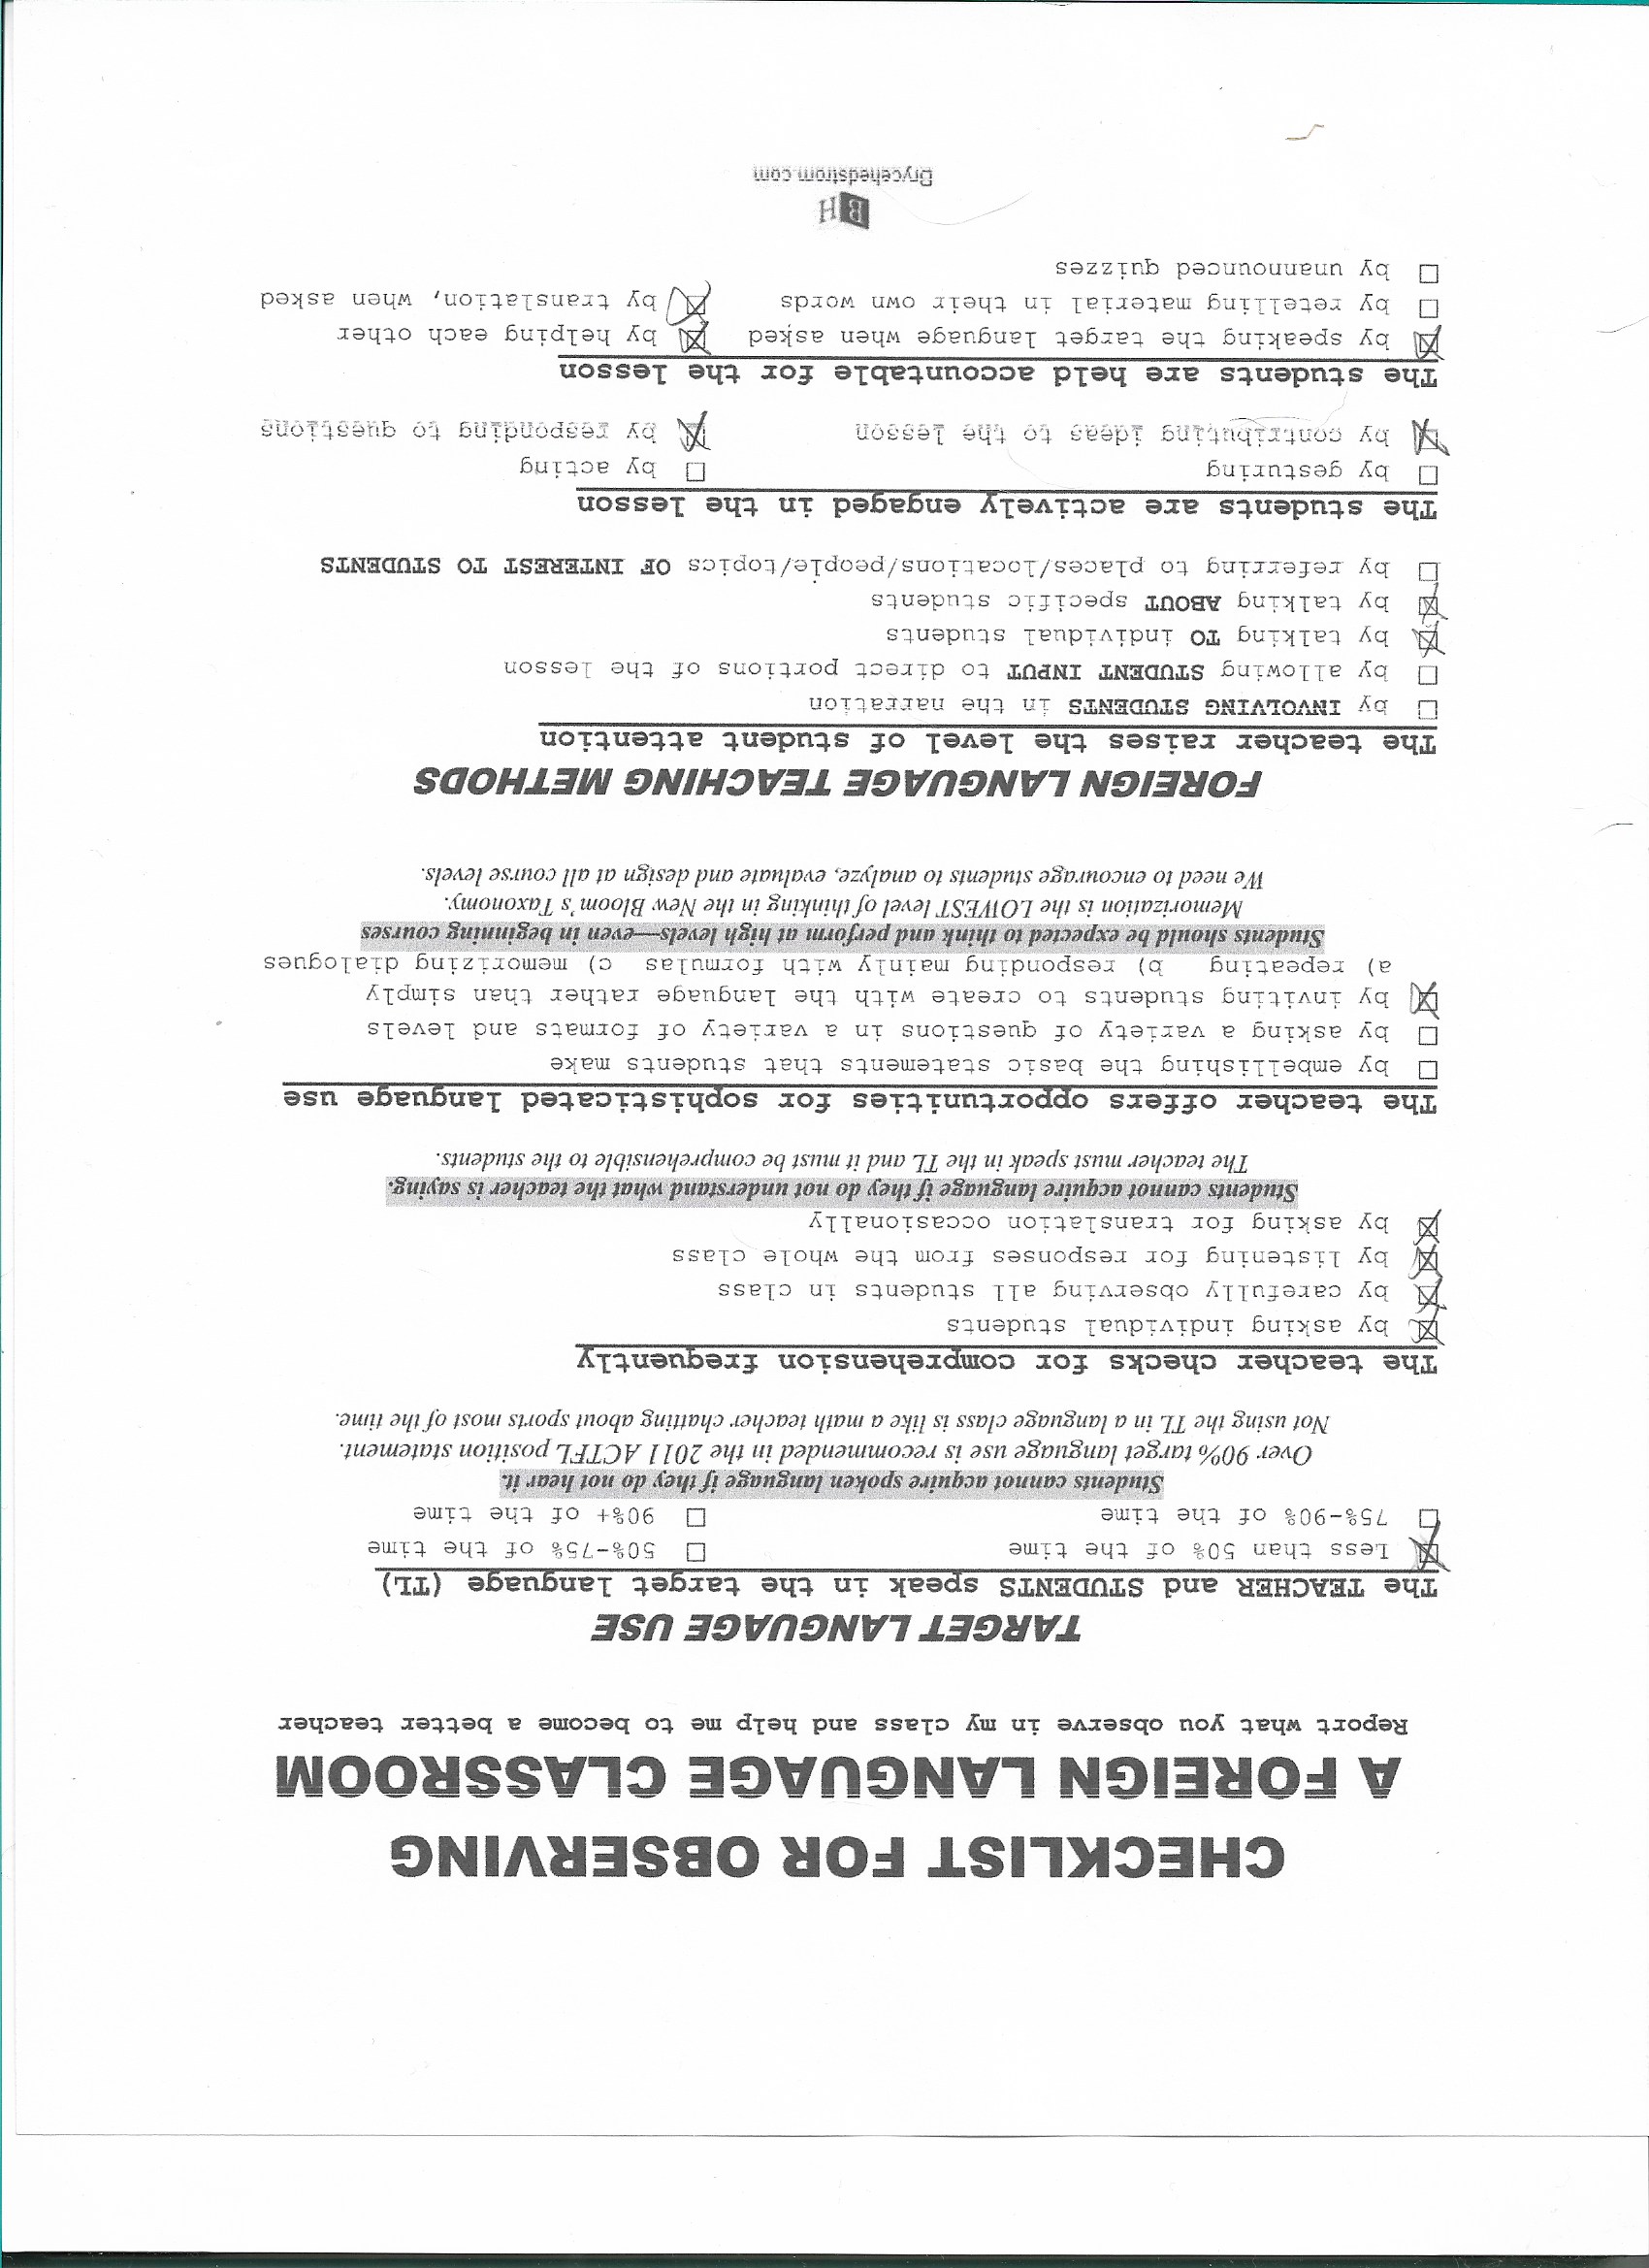 CHECKLIST FOR OBSERVING
A FOREIGN LANGUAGE CLASSROOM
Report what you observe in my class and help me to become a better teacher
TARGET LANGUAGE USE
The TEACHER and STUDENTS speak in the target language (TL)
☒ Less than 50% of the time ☐ 50%-75% of the time
☐ 75%-90% of the time ☐ 90%+ of the time
Students cannot acquire spoken language if they do not hear it.
Over 90% target language use is recommended in the 2011 ACTFL position statement.
Not using the TL in a language class is like a math teacher chatting about sports most of the time.
The teacher checks for comprehension frequently
☒ by asking individual students
☒ by carefully observing all students in class
☒ by listening for responses from the whole class
☒ by asking for translation occasionally
Students cannot acquire language if they do not understand what the teacher is saying.
The teacher must speak in the TL and it must be comprehensible to the students.
The teacher offers opportunities for sophisticated language use
☐ by embellishing the basic statements that students make
☐ by asking a variety of questions in a variety of formats and levels
☒ by inviting students to create with the language rather than simply
a) repeating b) responding mainly with formulas c) memorizing dialogues
Students should be expected to think and perform at high levels—even in beginning courses
Memorization is the LOWEST level of thinking in the New Bloom's Taxonomy.
We need to encourage students to analyze, evaluate and design at all course levels.
FOREIGN LANGUAGE TEACHING METHODS
The teacher raises the level of student attention
☐ by INVOLVING STUDENTS in the narration
☐ by allowing STUDENT INPUT to direct portions of the lesson
☒ by talking TO individual students
☒ by talking ABOUT specific students
☐ by referring to places/locations/people/topics OF INTEREST TO STUDENTS
The students are actively engaged in the lesson
☐ by gesturing ☐ by acting
☒ by contributing ideas to the lesson ☒ by responding to questions
The students are held accountable for the lesson
☒ by speaking the target language when asked ☒ by helping each other
☐ by retelling material in their own words ☒ by translation, when asked
☐ by unannounced quizzes
BH
Brycehedstrom.com